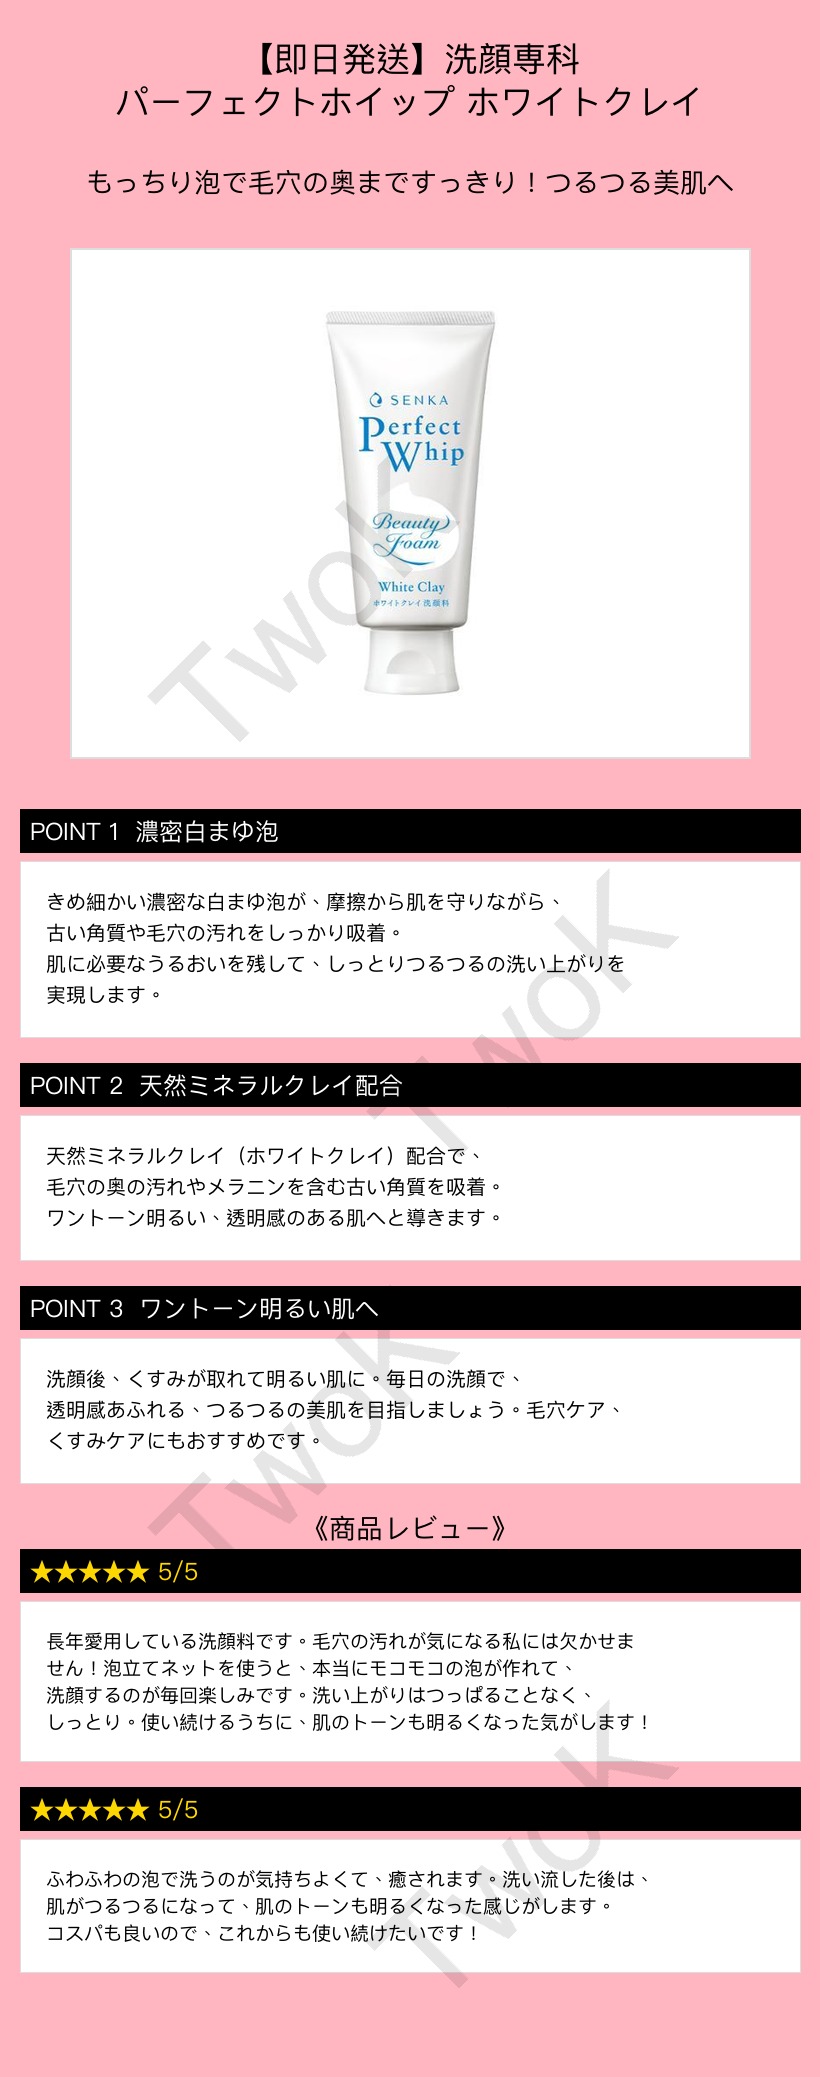 【即日発送】洗顔専科
パーフェクトホイップ ホワイトクレイ
もっちり泡で毛穴の奥まですっきり！つるつる美肌へ
SENKA
Perfect
Whip
Beauty
Foam
White Clay
ホワイトクレイ洗顔料
TwoK
POINT 1 濃密白まゆ泡
きめ細かい濃密な白まゆ泡が、摩擦から肌を守りながら、
古い角質や毛穴の汚れをしっかり吸着。
肌に必要なうるおいを残して、しっとりつるつるの洗い上がりを
実現します。
TwoK
POINT 2 天然ミネラルクレイ配合
天然ミネラルクレイ（ホワイトクレイ）配合で、
毛穴の奥の汚れやメラニンを含む古い角質を吸着。
ワントーン明るい、透明感のある肌へと導きます。
POINT 3 ワントーン明るい肌へ
洗顔後、くすみが取れて明るい肌に。毎日の洗顔で、
透明感あふれる、つるつるの美肌を目指しましょう。毛穴ケア、
くすみケアにもおすすめです。
TwoK
《商品レビュー》
★★★★★ 5/5
長年愛用している洗顔料です。毛穴の汚れが気になる私には欠かせま
せん！泡立てネットを使うと、本当にモコモコの泡が作れて、
洗顔するのが毎回楽しみです。洗い上がりはつっぱることなく、
しっとり。使い続けるうちに、肌のトーンも明るくなった気がします！
★★★★★ 5/5
ふわふわの泡で洗うのが気持ちよくて、癒されます。洗い流した後は、
肌がつるつるになって、肌のトーンも明るくなった感じがします。
コスパも良いので、これからも使い続けたいです！
TwoK